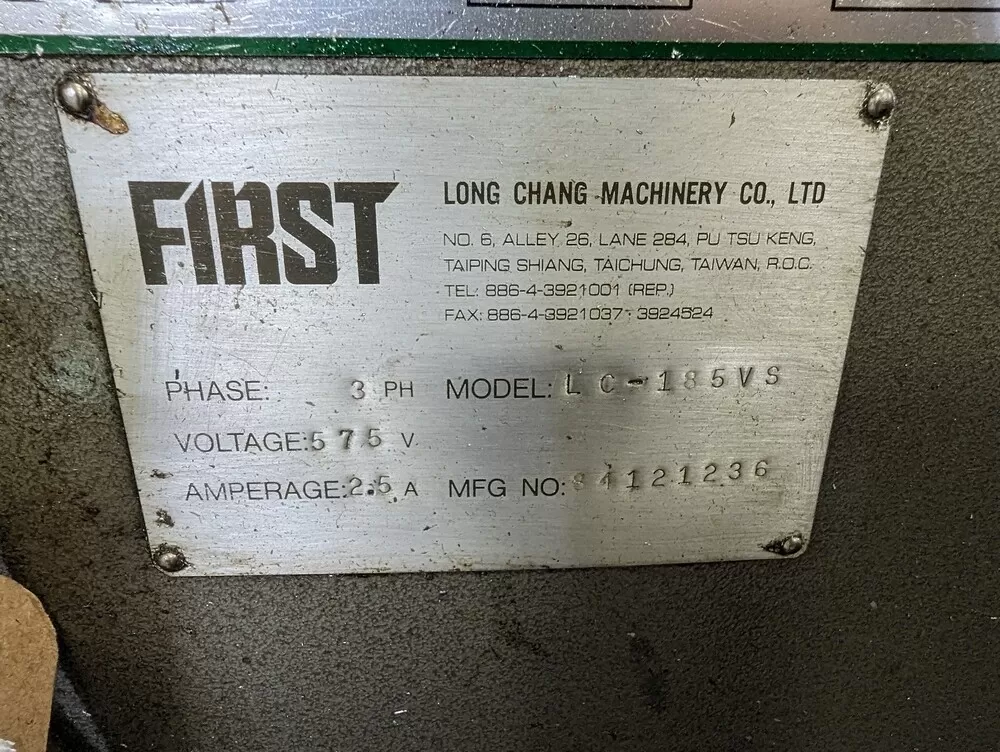 FIRST
LONG CHANG MACHINERY CO., LTD
NO. 6, ALLEY 26, LANE 284, PU TSU KENG,
TAIPING SHIANG, TAICHUNG, TAIWAN, R.O.C.
TEL: 886-4-3921001 (REP.)
FAX: 886-4-3921037 · 3924524
PHASE: 3 PH MODEL: LC-185VS
VOLTAGE: 575 V
AMPERAGE: 2.5 A MFG NO: